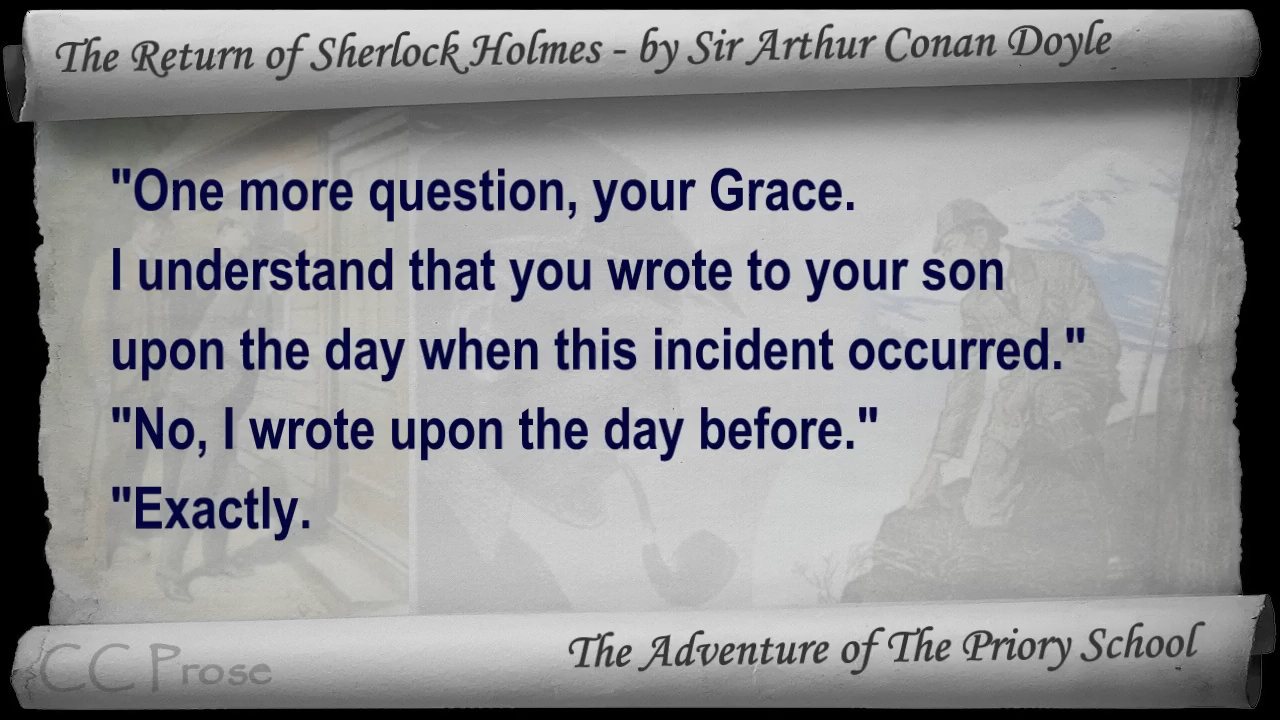 The Return of Sherlock Holmes - by Sir Arthur Conan Doyle
"One more question, your Grace.
I understand that you wrote to your son
upon the day when this incident occurred."
"No, I wrote upon the day before."
"Exactly.
The Adventure of The Priory School
CC Prose